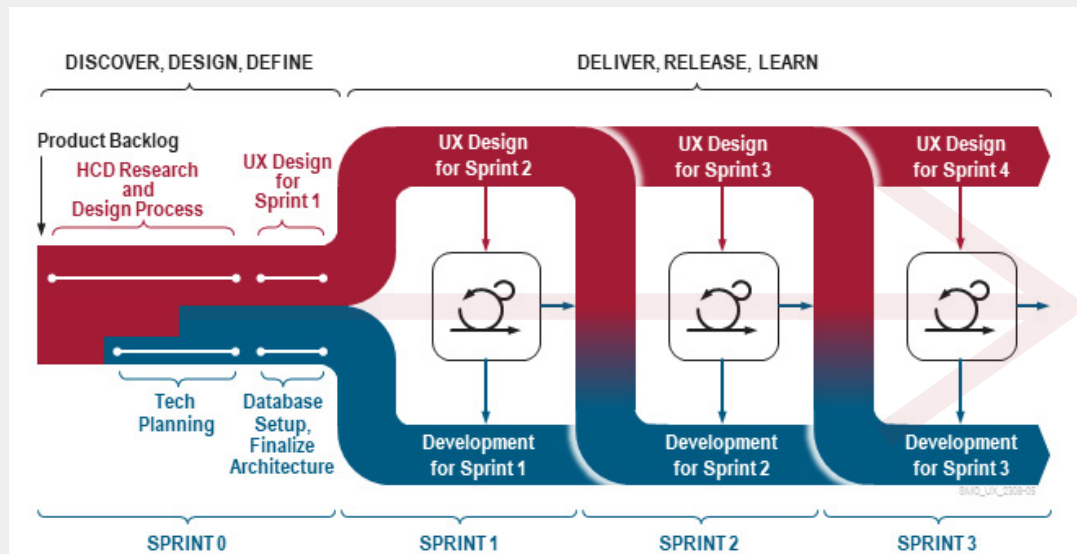 DISCOVER, DESIGN, DEFINE
DELIVER, RELEASE, LEARN
Product Backlog
HCD Research
and
Design Process
UX Design
for
Sprint 1
UX Design
for Sprint 2
UX Design
for Sprint 3
UX Design
for Sprint 4
Tech
Planning
Database
Setup,
Finalize
Architecture
Development
for Sprint 1
Development
for Sprint 2
Development
for Sprint 3
SPRINT 0
SPRINT 1
SPRINT 2
SPRINT 3